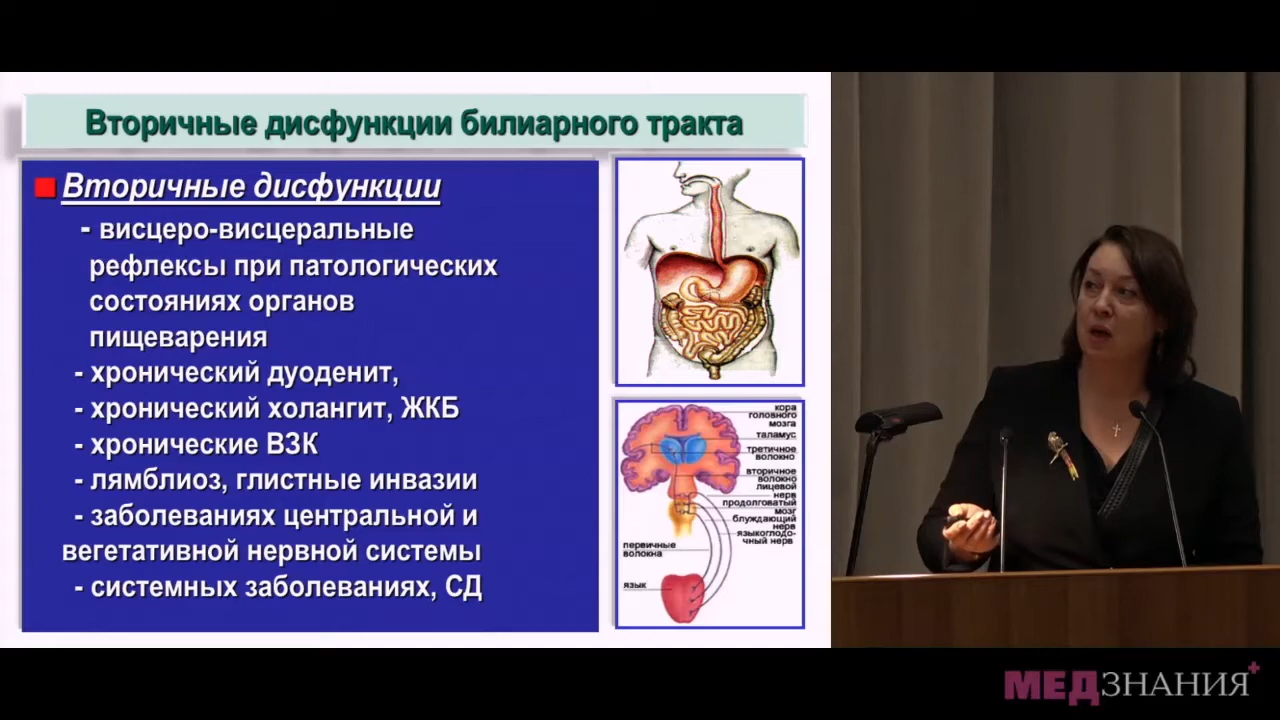 Вторичные дисфункции билиарного тракта
Вторичные дисфункции
- висцеро-висцеральные
рефлексы при патологических
состояниях органов
пищеварения
- хронический дуоденит,
- хронический холангит, ЖКБ
- хронические ВЗК
- лямблиоз, глистные инвазии
- заболеваниях центральной и
вегетативной нервной системы
- системных заболеваниях, СД
кора
головного
мозга
таламус
третичное
волокно
вторичное
волокно
лицевой
нерв
продолговатый
мозг
блуждающий
нерв
языкоглодо-
чный нерв
первичные
волокна
язык
МЕДЗНАНИЯ+